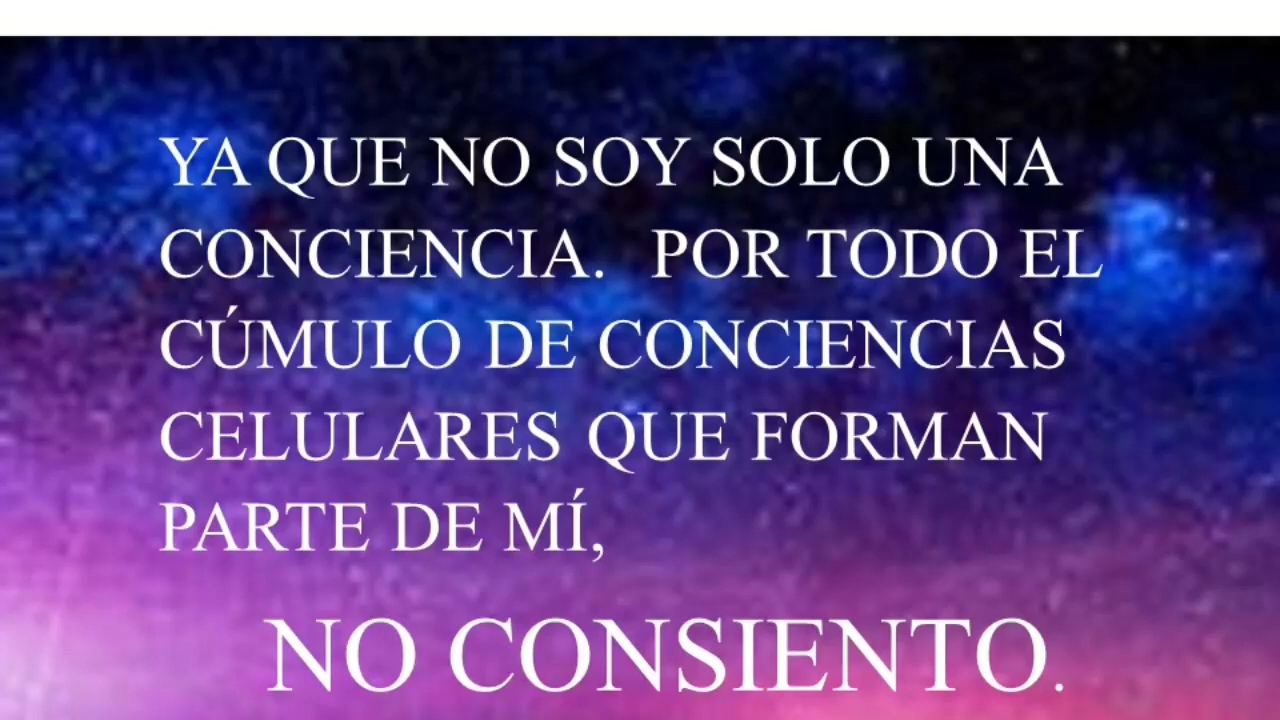 YA QUE NO SOY SOLO UNA
CONCIENCIA.  POR TODO EL
CÚMULO DE CONCIENCIAS
CELULARES QUE FORMAN
PARTE DE MÍ,
NO CONSIENTO.